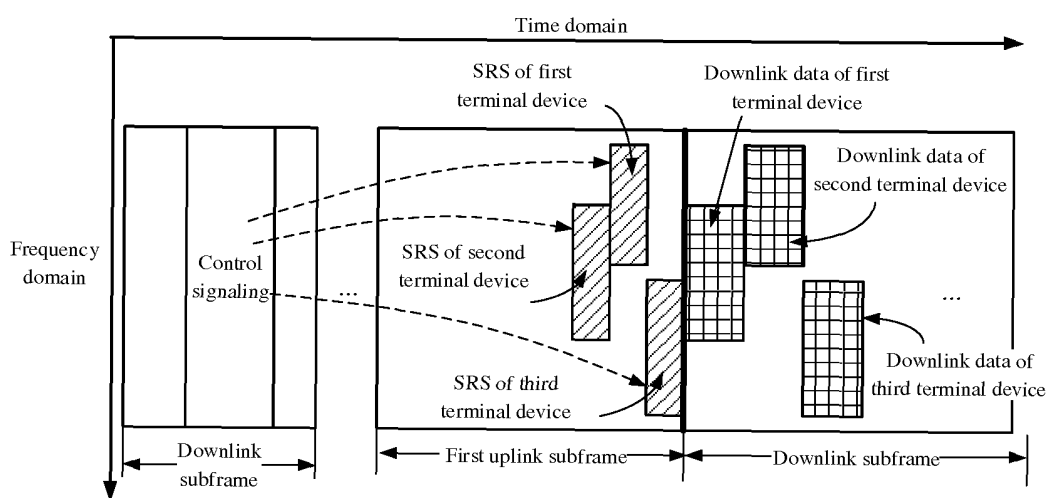 Time domain
SRS of first
terminal device
Downlink data of first
terminal device
Downlink data of
second terminal device
Frequency
domain
Control
signaling
...
SRS of second
terminal device
...
SRS of third
terminal device
Downlink data of
third terminal device
Downlink
subframe
First uplink subframe
Downlink subframe